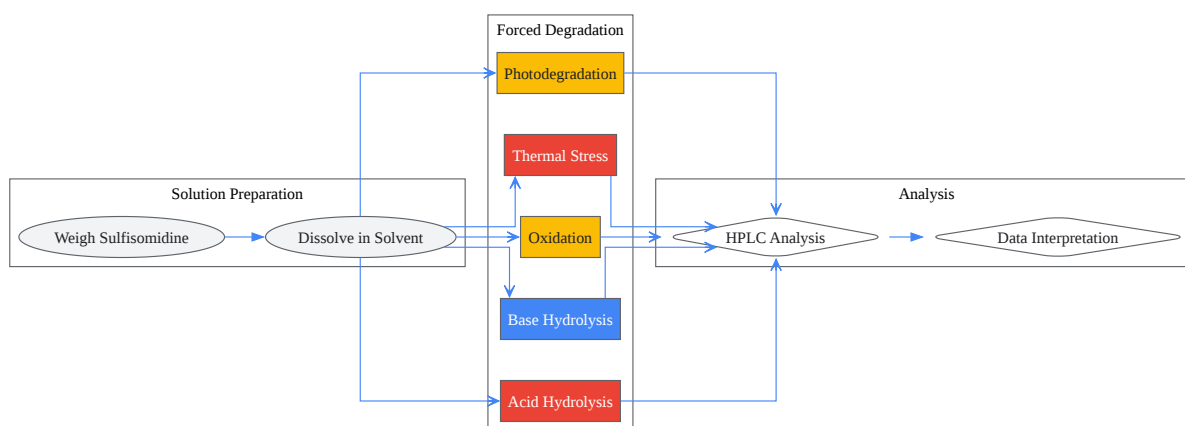 Forced Degradation
Photodegradation
Thermal Stress
Solution Preparation
Analysis
Weigh Sulfisomidine
Dissolve in Solvent
Oxidation
HPLC Analysis
Data Interpretation
Base Hydrolysis
Acid Hydrolysis